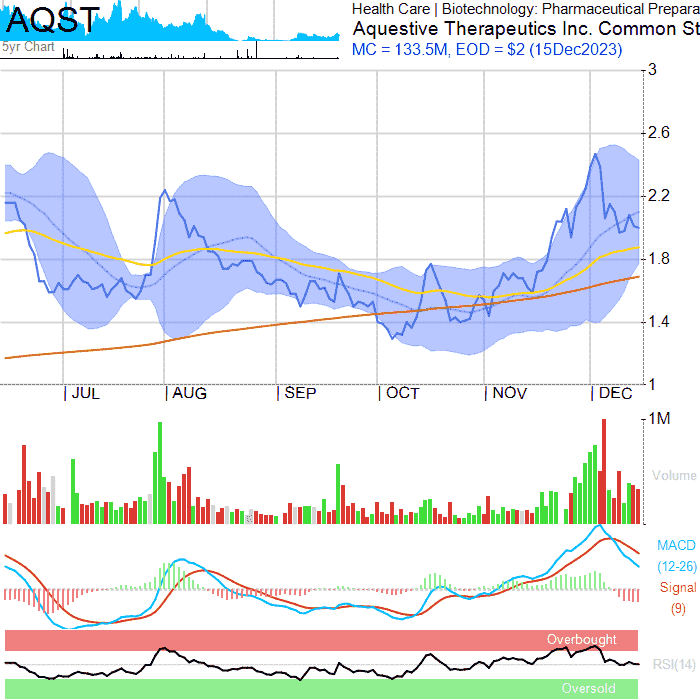 AQST
5yr Chart
Health Care | Biotechnology: Pharmaceutical Prepara
Aquestive Therapeutics Inc. Common St
MC = 133.5M, EOD = $2 (15Dec2023)
3
2.6
2.2
1.8
1.4
1
JUL AUG SEP OCT NOV DEC
1M
Volume
MACD
(12-26)
Signal
(9)
Overbought
RSI(14)
Oversold